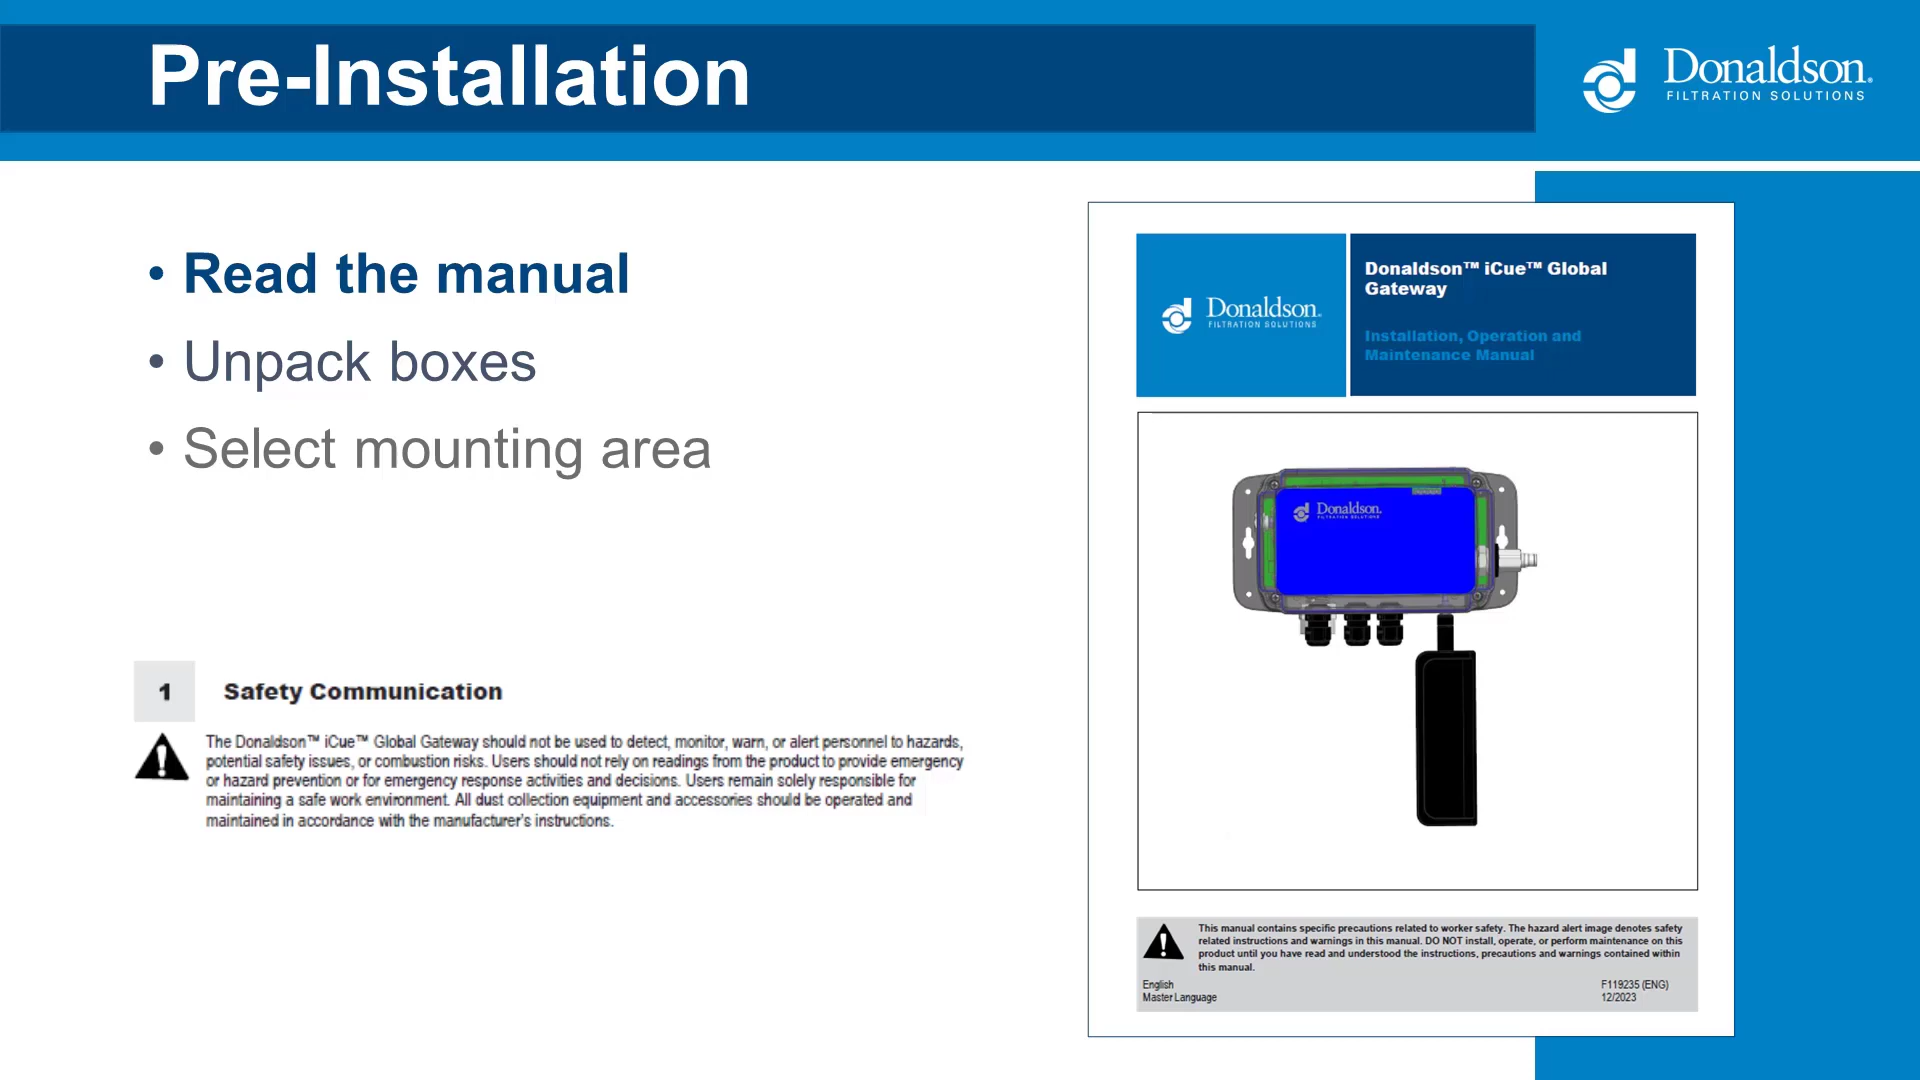 Pre-Installation
Donaldson®
FILTRATION SOLUTIONS
• Read the manual
• Unpack boxes
• Select mounting area
1 Safety Communication
The Donaldson™ iCue™ Global Gateway should not be used to detect, monitor, warn, or alert personnel to hazards,
potential safety issues, or combustion risks. Users should not rely on readings from the product to provide emergency
or hazard prevention or for emergency response activities and decisions. Users remain solely responsible for
maintaining a safe work environment. All dust collection equipment and accessories should be operated and
maintained in accordance with the manufacturer's instructions.
Donaldson®
FILTRATION SOLUTIONS
Donaldson™ iCue™ Global
Gateway
Installation, Operation and
Maintenance Manual
Donaldson.
FILTRATION SOLUTIONS
This manual contains specific precautions related to worker safety. The hazard alert image denotes safety
related instructions and warnings in this manual. DO NOT install, operate, or perform maintenance on this
product until you have read and understood the instructions, precautions and warnings contained within
this manual.
English
Master Language
F119235 (ENG)
12/2023